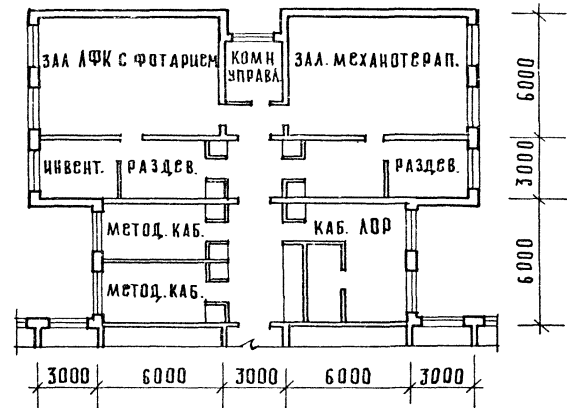 ЗАЛ ЛФК С ФОТАРИЕМ
КОМН
УПРАВЛ
ЗАЛ. МЕХАНОТЕРАП.
6000
ИНВЕНТ.
РАЗДЕВ.
РАЗДЕВ.
3000
МЕТОД. КАБ.
КАБ. ЛОР
6000
МЕТОД. КАБ.
3000
6000
3000
6000
3000